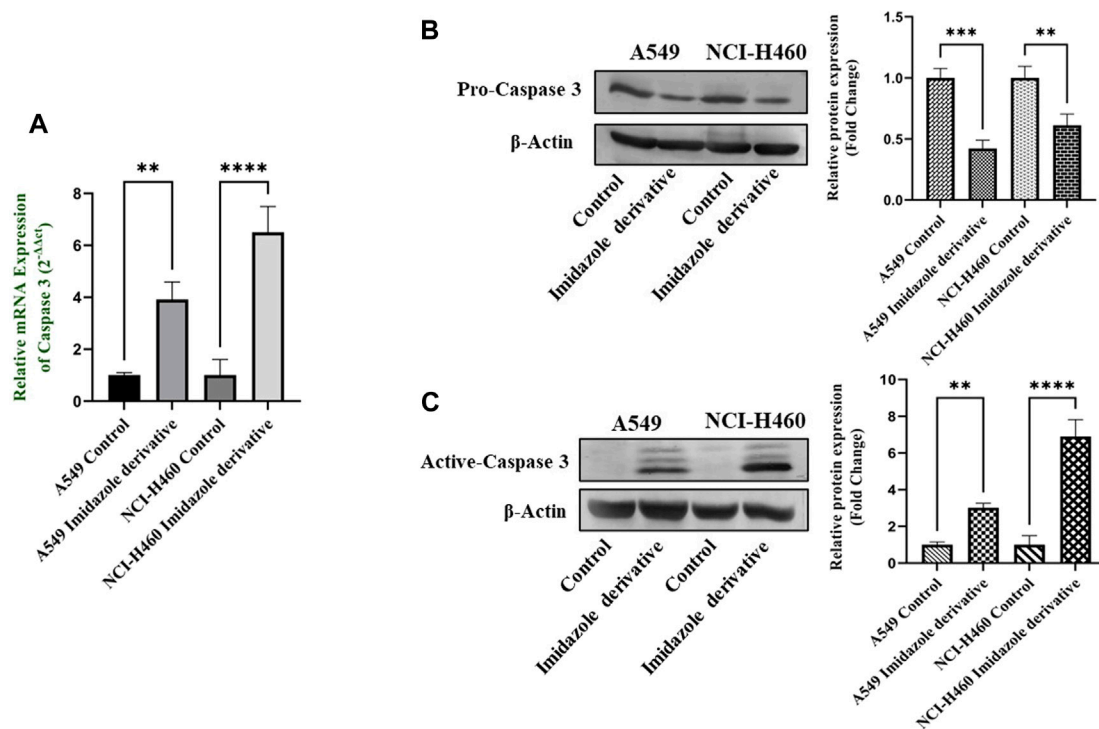 A
Relative mRNA Expression
of Caspase 3 (2^-ΔΔct)
8
6
4
2
0
**
****
A549 Control
A549 Imidazole derivative
NCI-H460 Control
NCI-H460 Imidazole derivative
B
A549 NCI-H460
Pro-Caspase 3
β-Actin
Control
Imidazole derivative
Control
Imidazole derivative
Relative protein expression
(Fold Change)
1.5
1.0
0.5
0.0
***
**
A549 Control
A549 Imidazole derivative
NCI-H460 Control
NCI-H460 Imidazole derivative
C
A549 NCI-H460
Active-Caspase 3
β-Actin
Control
Imidazole derivative
Control
Imidazole derivative
Relative protein expression
(Fold Change)
10
8
6
4
2
0
**
****
A549 Control
A549 Imidazole derivative
NCI-H460 Control
NCI-H460 Imidazole derivative